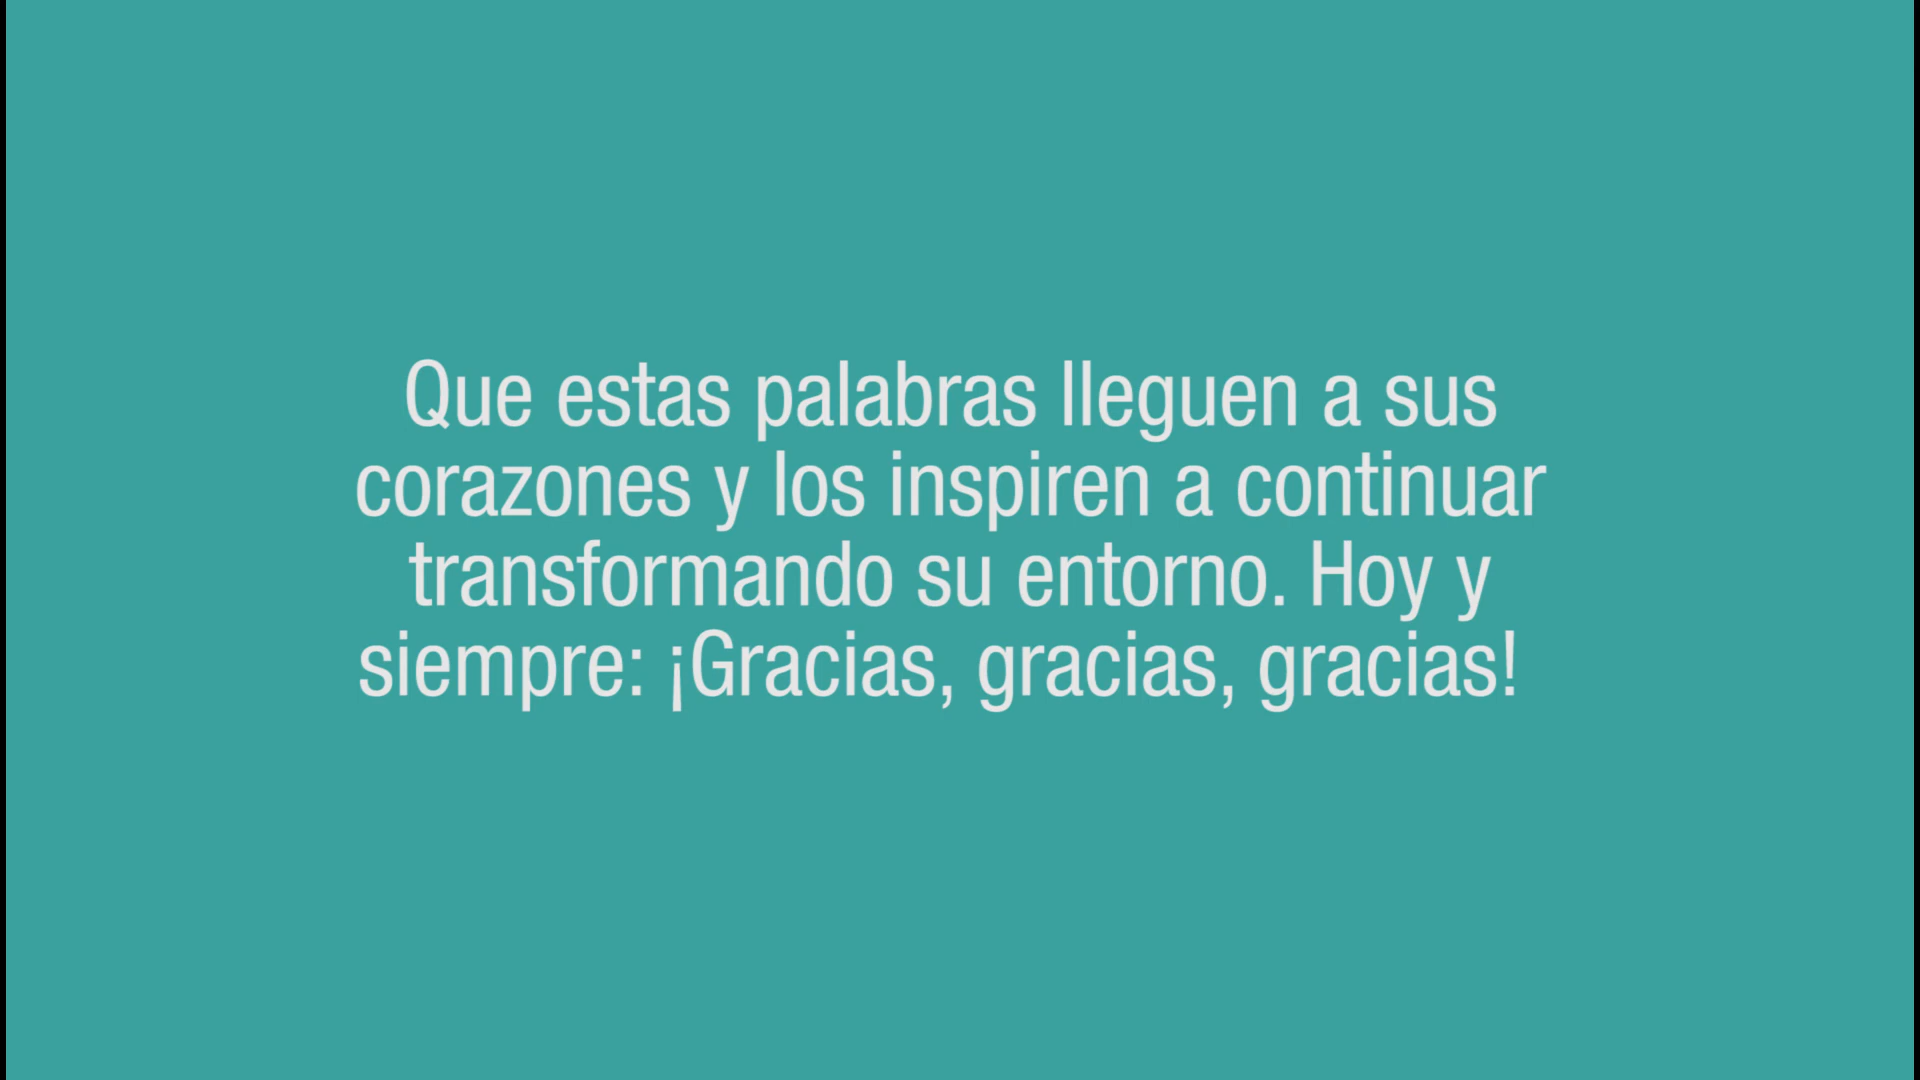 Que estas palabras lleguen a sus
corazones y los inspiren a continuar
transformando su entorno. Hoy y
siempre: ¡Gracias, gracias, gracias!